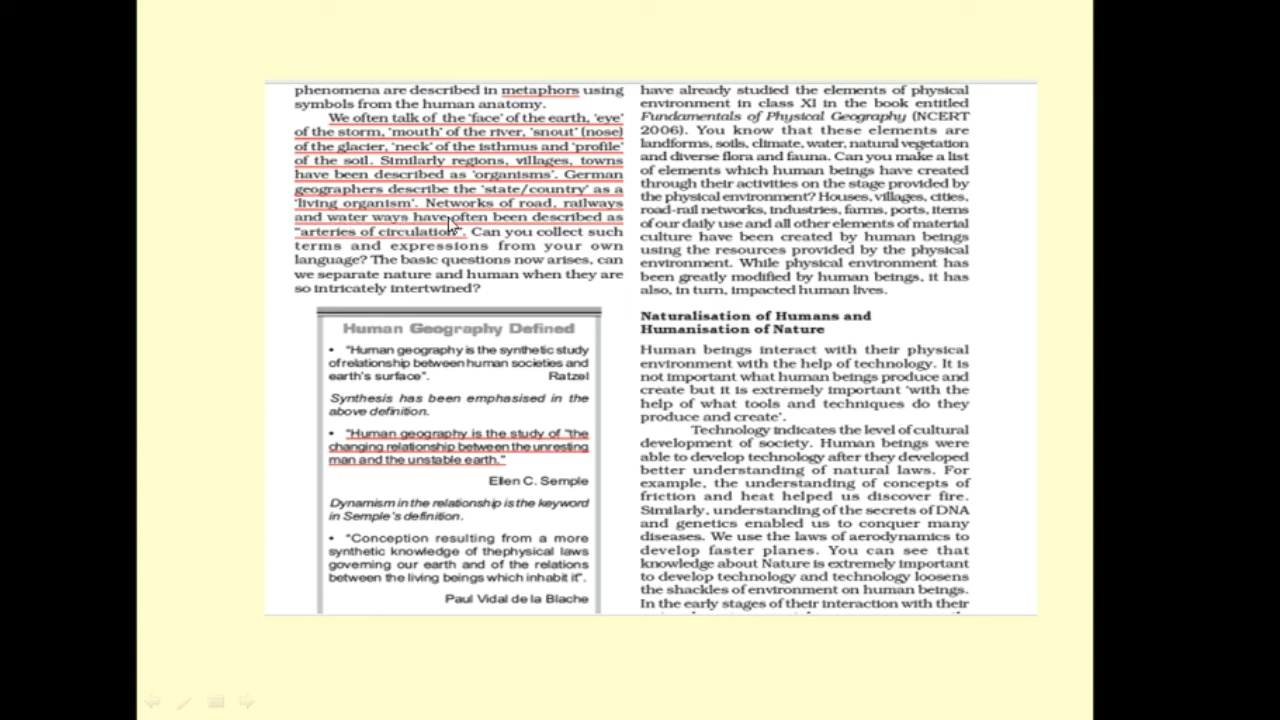 phenomena are described in metaphors using
symbols from the human anatomy.
We often talk of the 'face' of the earth, 'eye'
of the storm, 'mouth' of the river, 'snout' (nose)
of the glacier, 'neck' of the isthmus and 'profile'
of the soil. Similarly regions, villages, towns
have been described as 'organisms'. German
geographers describe the 'state/country' as a
'living organism'. Networks of road, railways
and water ways have often been described as
"arteries of circulation". Can you collect such
terms and expressions from your own
language? The basic questions now arises, can
we separate nature and human when they are
so intricately intertwined?
Human Geography Defined
• "Human geography is the synthetic study
of relationship between human societies and
earth's surface". Ratzel
Synthesis has been emphasised in the
above definition.
• "Human geography is the study of "the
changing relationship between the unresting
man and the unstable earth."
Ellen C. Semple
Dynamism in the relationship is the keyword
in Semple's definition.
• "Conception resulting from a more
synthetic knowledge of thephysical laws
governing our earth and of the relations
between the living beings which inhabit it".
Paul Vidal de la Blache
have already studied the elements of physical
environment in class XI in the book entitled
Fundamentals of Physical Geography (NCERT
2006). You know that these elements are
landforms, soils, climate, water, natural vegetation
and diverse flora and fauna. Can you make a list
of elements which human beings have created
through their activities on the stage provided by
the physical environment? Houses, villages, cities,
road-rail networks, industries, farms, ports, items
of our daily use and all other elements of material
culture have been created by human beings
using the resources provided by the physical
environment. While physical environment has
been greatly modified by human beings, it has
also, in turn, impacted human lives.
Naturalisation of Humans and
Humanisation of Nature
Human beings interact with their physical
environment with the help of technology. It is
not important what human beings produce and
create but it is extremely important 'with the
help of what tools and techniques do they
produce and create'.
Technology indicates the level of cultural
development of society. Human beings were
able to develop technology after they developed
better understanding of natural laws. For
example, the understanding of concepts of
friction and heat helped us discover fire.
Similarly, understanding of the secrets of DNA
and genetics enabled us to conquer many
diseases. We use the laws of aerodynamics to
develop faster planes. You can see that
knowledge about Nature is extremely important
to develop technology and technology loosens
the shackles of environment on human beings.
In the early stages of their interaction with their